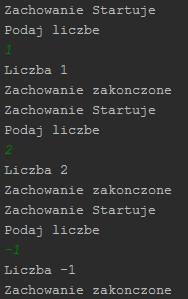 Zachowanie Startuje
Podaj liczbe
1
Liczba 1
Zachowanie zakonczone
Zachowanie Startuje
Podaj liczbe
2
Liczba 2
Zachowanie zakonczone
Zachowanie Startuje
Podaj liczbe
-1
Liczba -1
Zachowanie zakonczone